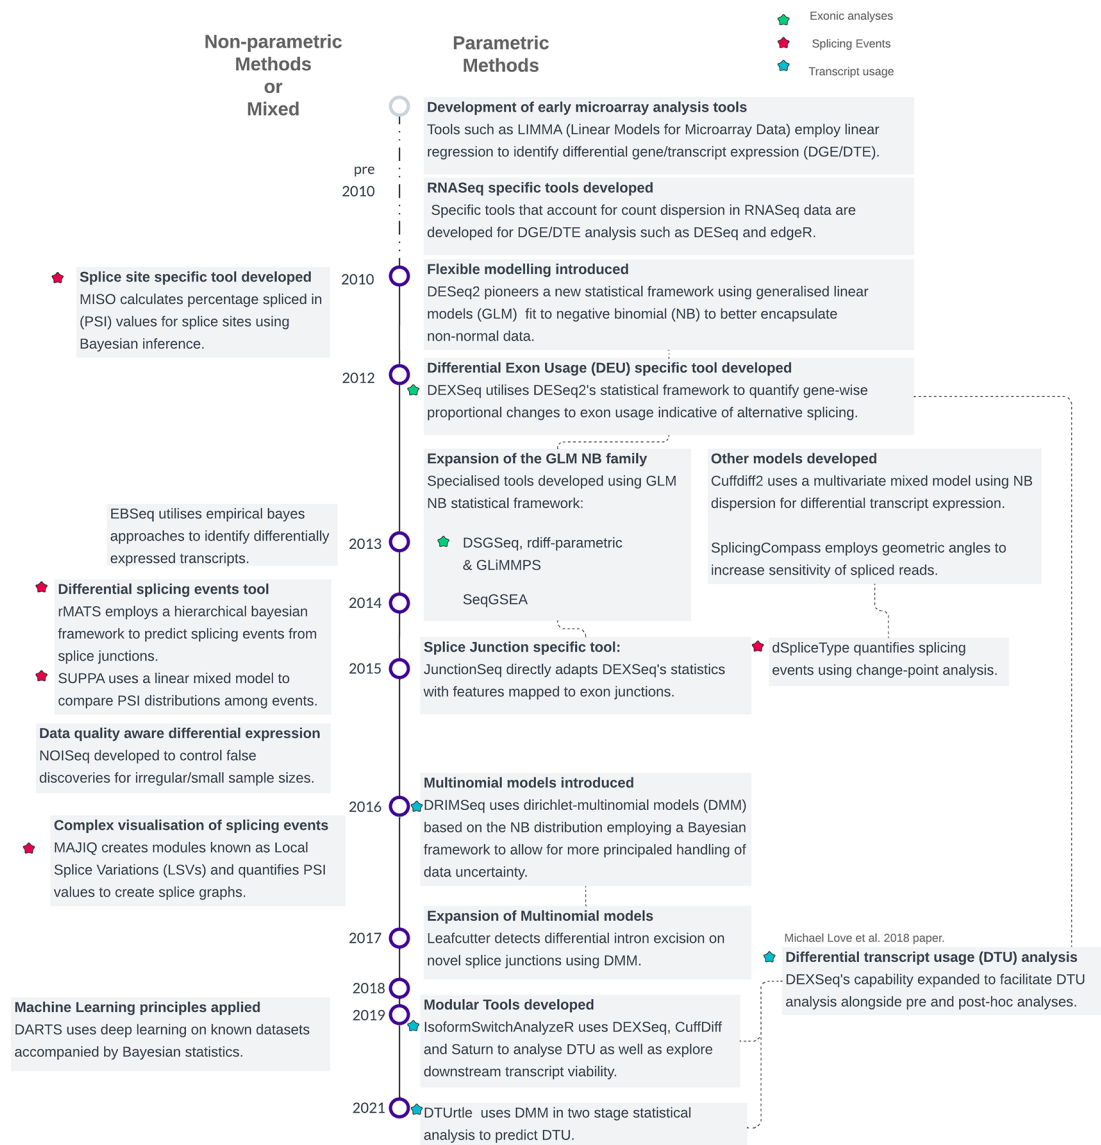 Non-parametric
Methods
or
Mixed
Parametric
Methods
Exonic analyses
Splicing Events
Transcript usage
Development of early microarray analysis tools
Tools such as LIMMA (Linear Models for Microarray Data) employ linear
regression to identify differential gene/transcript expression (DGE/DTE).
pre
2010
RNASeq specific tools developed
Specific tools that account for count dispersion in RNASeq data are
developed for DGE/DTE analysis such as DESeq and edgeR.
Splice site specific tool developed
MISO calculates percentage spliced in
(PSI) values for splice sites using
Bayesian inference.
2010
Flexible modelling introduced
DESeq2 pioneers a new statistical framework using generalised linear
models (GLM) fit to negative binomial (NB) to better encapsulate
non-normal data.
2012
Differential Exon Usage (DEU) specific tool developed
DEXSeq utilises DESeq2's statistical framework to quantify gene-wise
proportional changes to exon usage indicative of alternative splicing.
Expansion of the GLM NB family
Specialised tools developed using GLM
NB statistical framework:
DSGSeq, rdiff-parametric
& GLiMMPS
SeqGSEA
Other models developed
Cuffdiff2 uses a multivariate mixed model using NB
dispersion for differential transcript expression.
SplicingCompass employs geometric angles to
increase sensitivity of spliced reads.
EBSeq utilises empirical bayes
approaches to identify differentially
expressed transcripts.
2013
Differential splicing events tool
rMATS employs a hierarchical bayesian
framework to predict splicing events from
splice junctions.
SUPPA uses a linear mixed model to
compare PSI distributions among events.
2014
2015
Splice Junction specific tool:
JunctionSeq directly adapts DEXSeq's statistics
with features mapped to exon junctions.
dSpliceType quantifies splicing
events using change-point analysis.
Data quality aware differential expression
NOISeq developed to control false
discoveries for irregular/small sample sizes.
2016
Multinomial models introduced
DRIMSeq uses dirichlet-multinomial models (DMM)
based on the NB distribution employing a Bayesian
framework to allow for more principaled handling of
data uncertainty.
Complex visualisation of splicing events
MAJIQ creates modules known as Local
Splice Variations (LSVs) and quantifies PSI
values to create splice graphs.
2017
Expansion of Multinomial models
Leafcutter detects differential intron excision on
novel splice junctions using DMM.
Michael Love et al. 2018 paper.
Differential transcript usage (DTU) analysis
DEXSeq's capability expanded to facilitate DTU
analysis alongside pre and post-hoc analyses.
2018
2019
Machine Learning principles applied
DARTS uses deep learning on known datasets
accompanied by Bayesian statistics.
Modular Tools developed
IsoformSwitchAnalyzeR uses DEXSeq, CuffDiff
and Saturn to analyse DTU as well as explore
downstream transcript viability.
2021
DTUrtle uses DMM in two stage statistical
analysis to predict DTU.